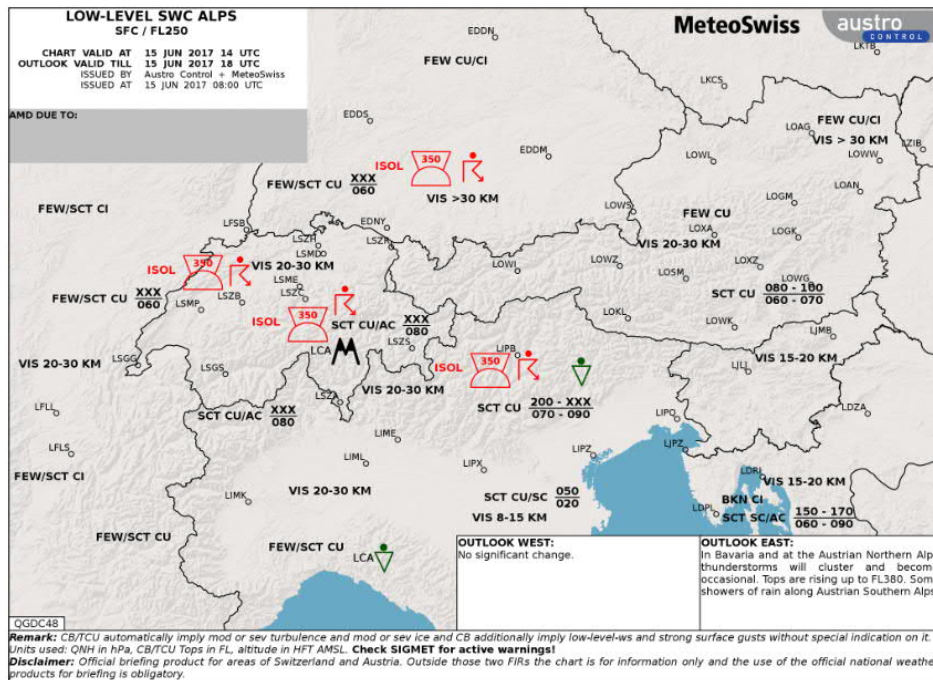 LOW-LEVEL SWC ALPS
SFC / FL250
CHART VALID AT 15 JUN 2017 14 UTC
OUTLOOK VALID TILL 15 JUN 2017 18 UTC
ISSUED BY Austro Control + MeteoSwiss
ISSUED AT 15 JUN 2017 08:00 UTC
AMD DUE TO:
MeteoSwiss
austro
CONTROL
EDDN
LKTB
FEW CU/CI
LKCS
EDDS
FEW CU/CI
LOAG
VIS > 30 KM
LZIB
EDDM
LOWL
LOWW
ISOL
350
FEW/SCT CU XXX
060
VIS >30 KM
LOAN
LOGM
FEW/SCT CI
LOWS
FEW CU
LFSB
EDNY
LOXA
LOGK
LSZH
LSZR
VIS 20-30 KM
LSMD
ISOL
350
VIS 20-30 KM
LOWI
LOWZ
LOXZ
LOSM
LSME
LOWG
FEW/SCT CU XXX
060
LSMP
LSZB
LSZC
SCT CU 080 - 100
060 - 070
ISOL
350
SCT CU/AC XXX
080
LOKL
LOWK
LJMB
LCA
LSZS
LIPB
VIS 15-20 KM
VIS 20-30 KM
LSGG
LSGS
ISOL
350
LJLJ
VIS 20-30 KM
LSZA
SCT CU 200 - XXX
070 - 090
LFLL
SCT CU/AC XXX
080
LIPQ
LDZA
LIME
LFLS
LIML
LIPX
LIPZ
LJPZ
FEW/SCT CI
LDRI
VIS 15-20 KM
LIMK
VIS 20-30 KM
SCT CU/SC 050
020
BKN CI
LDPL
SCT SC/AC 150 - 170
060 - 090
VIS 8-15 KM
FEW/SCT CU
FEW/SCT CU
LCA
OUTLOOK WEST:
No significant change.
OUTLOOK EAST:
In Bavaria and at the Austrian Northern Alp
thunderstorms will cluster and becom
occasional. Tops are rising up to FL380. Som
showers of rain along Austrian Southern Alps
QGDC48
Remark: CB/TCU automatically imply mod or sev turbulence and mod or sev ice and CB additionally imply low-level-ws and strong surface gusts without special indication on it.
Units used: QNH in hPa, CB/TCU Tops in FL, altitude in HFT AMSL. Check SIGMET for active warnings!
Disclaimer: Official briefing product for areas of Switzerland and Austria. Outside those two FIRs the chart is for information only and the use of the official national weathe
products for briefing is obligatory.